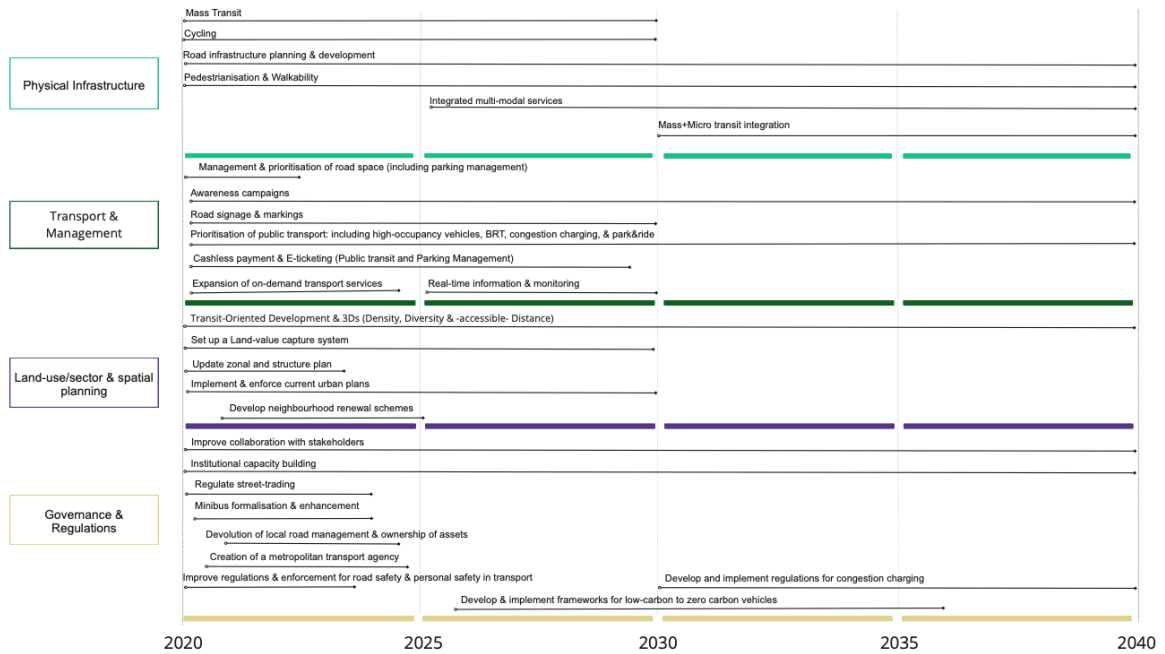 Mass Transit
Cycling
Road infrastructure planning & development
Physical Infrastructure
Pedestrianisation & Walkability
Integrated multi-modal services
Mass+Micro transit integration
Management & prioritisation of road space (including parking management)
Awareness campaigns
Transport &
Management
Road signage & markings
Prioritisation of public transport: including high-occupancy vehicles, BRT, congestion charging, & park&ride
Cashless payment & E-ticketing (Public transit and Parking Management)
Expansion of on-demand transport services
Real-time information & monitoring
Transit-Oriented Development & 3Ds (Density, Diversity & -accessible- Distance)
Set up a Land-value capture system
Land-use/sector & spatial
planning
Update zonal and structure plan
Implement & enforce current urban plans
Develop neighbourhood renewal schemes
Improve collaboration with stakeholders
Institutional capacity building
Regulate street-trading
Governance &
Regulations
Minibus formalisation & enhancement
Devolution of local road management & ownership of assets
Creation of a metropolitan transport agency
Improve regulations & enforcement for road safety & personal safety in transport
Develop and implement regulations for congestion charging
Develop & implement frameworks for low-carbon to zero carbon vehicles
2020
2025
2030
2035
2040